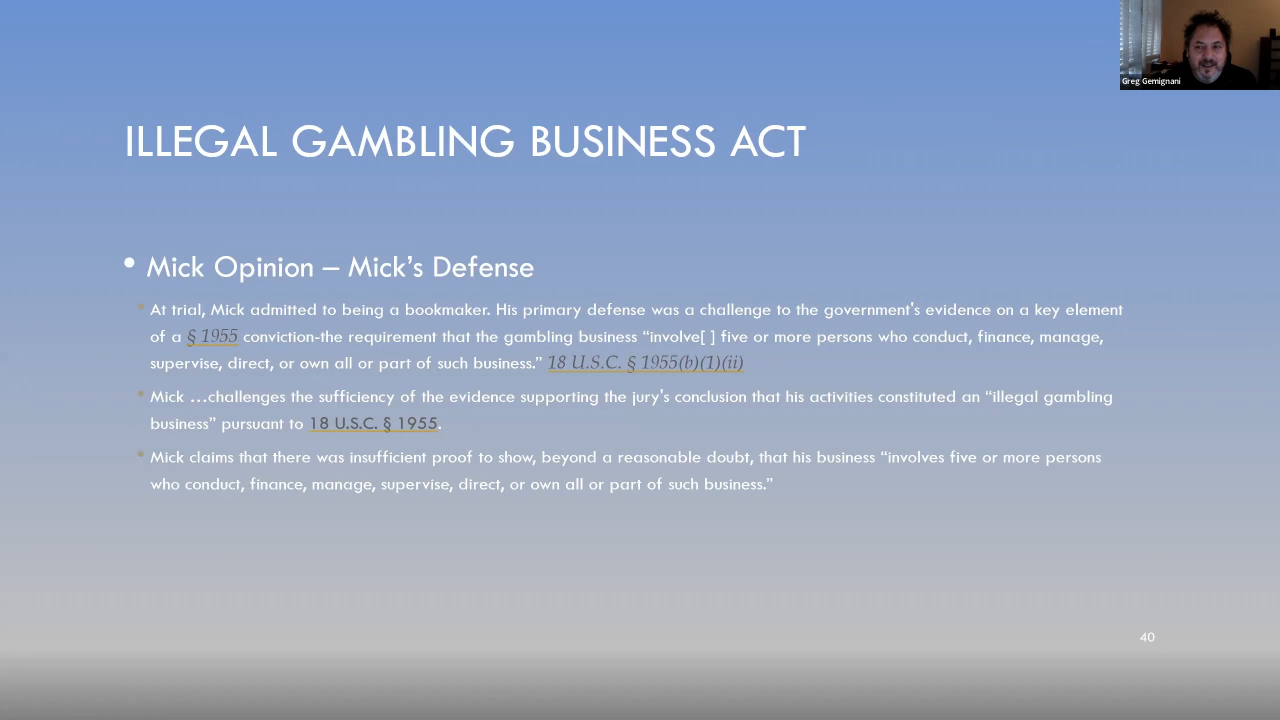 Greg Gemignani
ILLEGAL GAMBLING BUSINESS ACT
• Mick Opinion – Mick’s Defense
• At trial, Mick admitted to being a bookmaker. His primary defense was a challenge to the government's evidence on a key element
of a § 1955 conviction-the requirement that the gambling business “involve[ ] five or more persons who conduct, finance, manage,
supervise, direct, or own all or part of such business.” 18 U.S.C. § 1955(b)(1)(ii)
• Mick …challenges the sufficiency of the evidence supporting the jury's conclusion that his activities constituted an “illegal gambling
business” pursuant to 18 U.S.C. § 1955.
• Mick claims that there was insufficient proof to show, beyond a reasonable doubt, that his business “involves five or more persons
who conduct, finance, manage, supervise, direct, or own all or part of such business.”
40